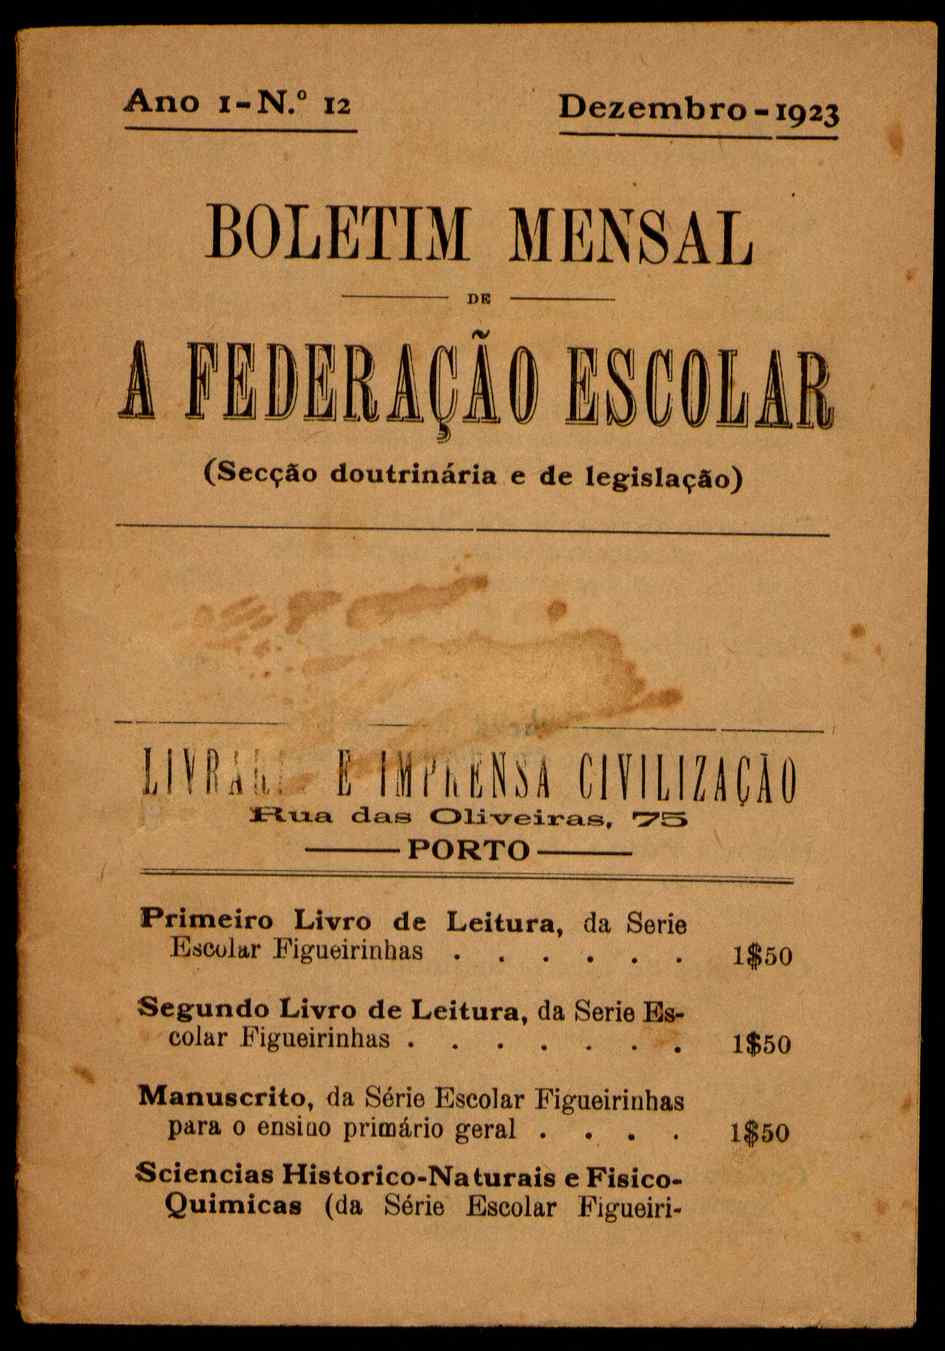 Ano 1-N.º 12
Dezembro-1923
BOLETIM MENSAL
DE
A FEDERAÇÃO ESCOLAR
(Secção doutrinária e de legislação)
E IMPRENSA CIVILIZAÇÃO
Rua das Oliveiras, 75
PORTO
Primeiro Livro de Leitura, da Serie
Escolar Figueirinhas . . . . . . 1$50
Segundo Livro de Leitura, da Serie Es-
colar Figueirinhas . . . . . . . 1$50
Manuscrito, da Série Escolar Figueirinhas
para o ensino primário geral . . . . 1$50
Sciencias Historico-Naturais e Fisico-
Quimicas (da Série Escolar Figueiri-